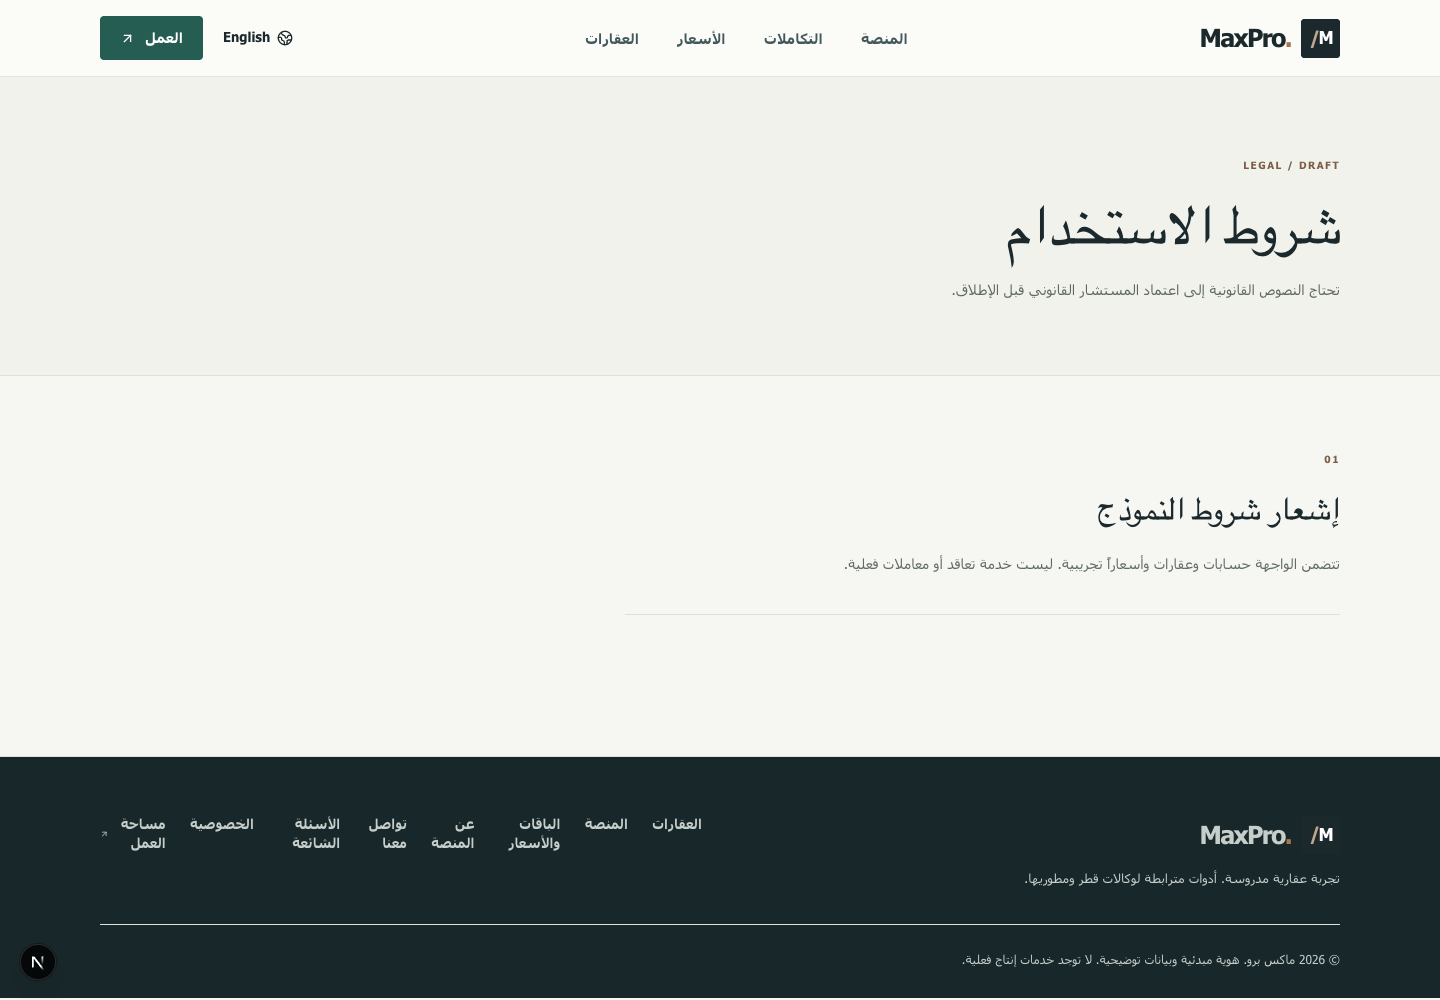 M/ MaxPro.
المنصة التكاملات الأسعار العقارات
English
العمل
LEGAL / DRAFT
شروط الاستخدام
تحتاج النصوص القانونية إلى اعتماد المستشار القانوني قبل الإطلاق.
01
إشعار شروط النموذج
تتضمن الواجهة حسابات وعقارات وأسعاراً تجريبية. ليست خدمة تعاقد أو معاملات فعلية.
M/ MaxPro.
تجربة عقارية مدروسة. أدوات مترابطة لوكالات قطر ومطوريها.
العقارات
المنصة
الباقات
والأسعار
عن
المنصة
تواصل
معنا
الأسئلة
الشائعة
الخصوصية
مساحة
العمل
© 2026 ماكس برو. هوية مبدئية وبيانات توضيحية. لا توجد خدمات إنتاج فعلية.
N